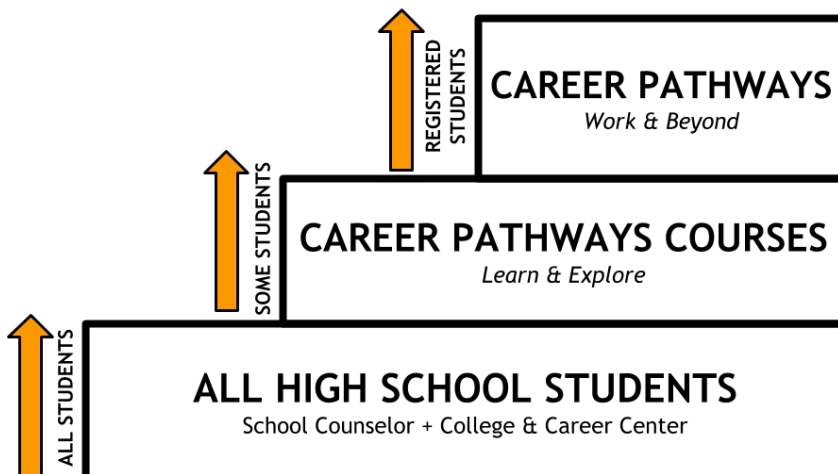 REGISTERED
STUDENTS
CAREER PATHWAYS
Work & Beyond
SOME STUDENTS
CAREER PATHWAYS COURSES
Learn & Explore
ALL STUDENTS
ALL HIGH SCHOOL STUDENTS
School Counselor + College & Career Center